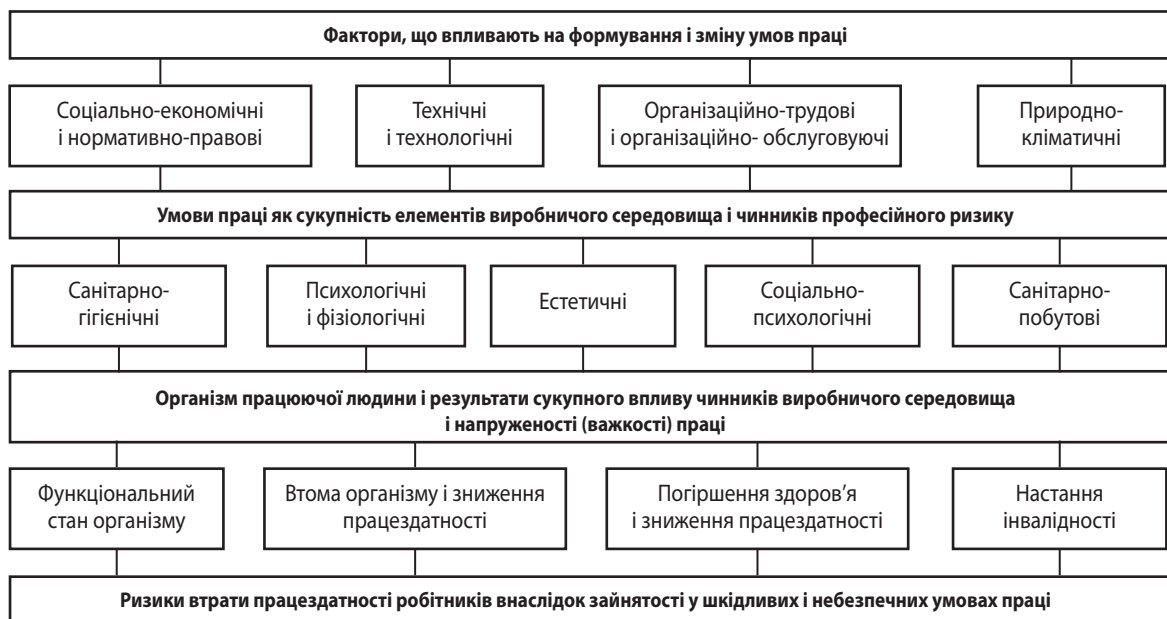 Фактори, що впливають на формування і зміну умов праці
Соціально-економічні
і нормативно-правові
Технічні
і технологічні
Організаційно-трудові
і організаційно- обслуговуючі
Природно-
кліматичні
Умови праці як сукупність елементів виробничого середовища і чинників професійного ризику
Санітарно-
гігієнічні
Психологічні
і фізіологічні
Естетичні
Соціально-
психологічні
Санітарно-
побутові
Організм працюючої людини і результати сукупного впливу чинників виробничого середовища
і напруженості (важкості) праці
Функціональний
стан організму
Втома організму і зниження
працездатності
Погіршення здоров’я
і зниження працездатності
Настання
інвалідності
Ризики втрати працездатності робітників внаслідок зайнятості у шкідливих і небезпечних умовах праці